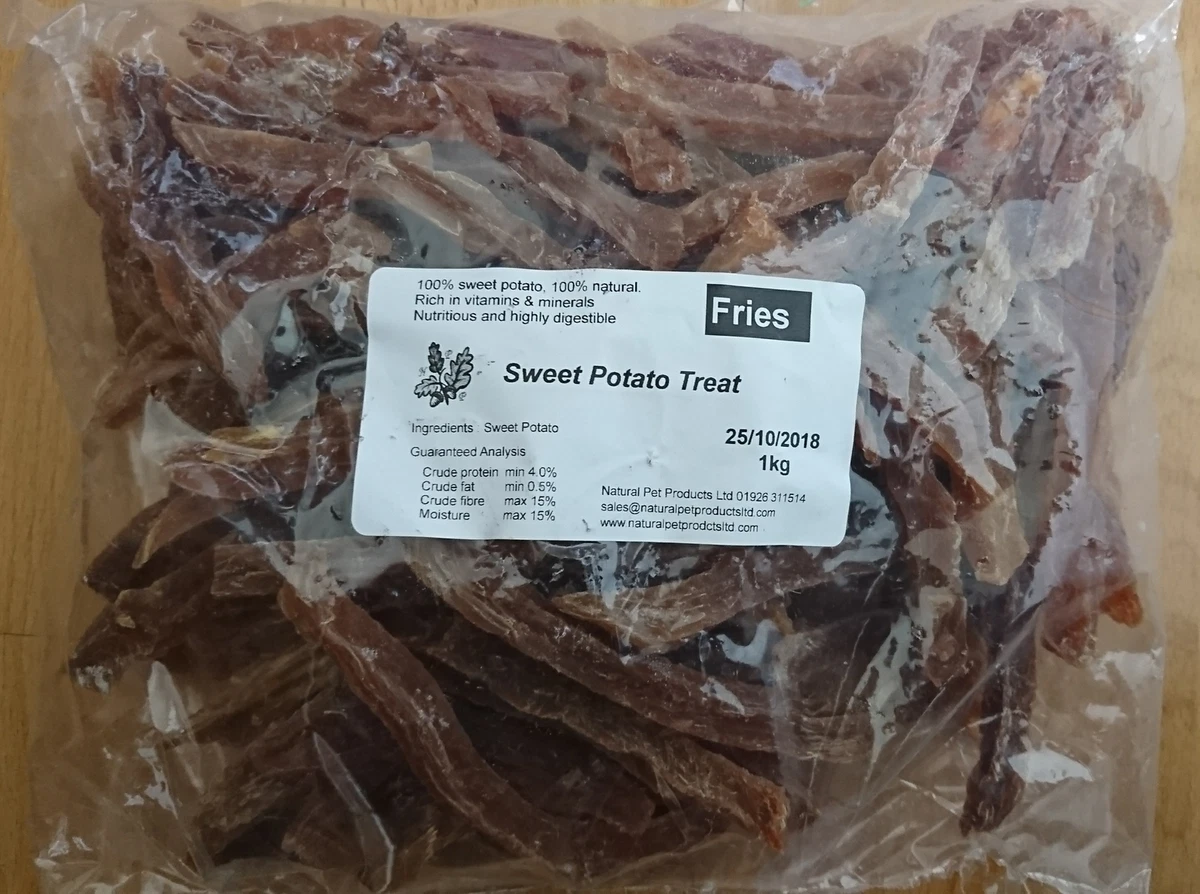 100% sweet potato, 100% natural.
Rich in vitamins & minerals
Nutritious and highly digestible
Fries
Sweet Potato Treat
Ingredients : Sweet Potato
25/10/2018
1kg
Guaranteed Analysis
Crude protein min 4.0%
Crude fat min 0.5%
Crude fibre max 15%
Moisture max 15%
Natural Pet Products Ltd 01926 311514
sales@naturalpetproductsltd.com
www.naturalpetprodctsltd.com